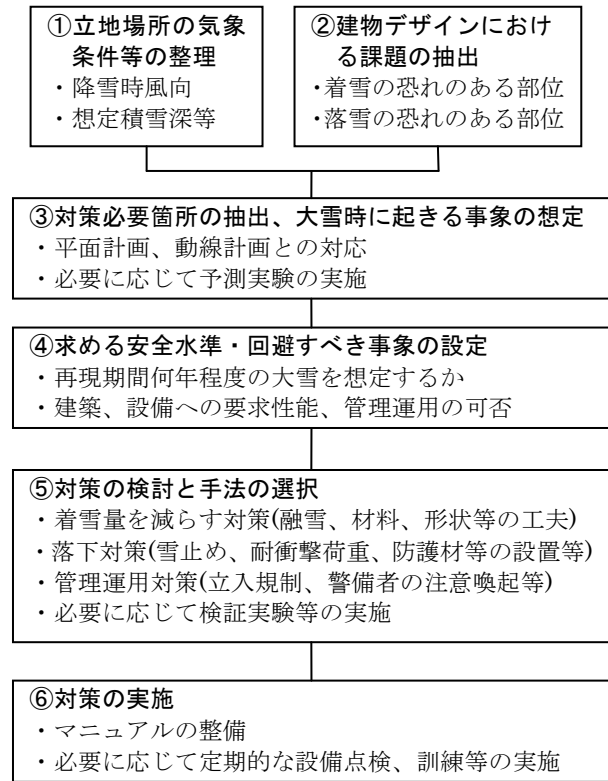 ①立地場所の気象
条件等の整理
・降雪時風向
・想定積雪深等
②建物デザインにおけ
る課題の抽出
・着雪の恐れのある部位
・落雪の恐れのある部位
③対策必要箇所の抽出、大雪時に起きる事象の想定
・平面計画、動線計画との対応
・必要に応じて予測実験の実施
④求める安全水準・回避すべき事象の設定
・再現期間何年程度の大雪を想定するか
・建築、設備への要求性能、管理運用の可否
⑤対策の検討と手法の選択
・着雪量を減らす対策(融雪、材料、形状等の工夫)
・落下対策(雪止め、耐衝撃荷重、防護材等の設置等)
・管理運用対策(立入規制、警備者の注意喚起等)
・必要に応じて検証実験等の実施
⑥対策の実施
・マニュアルの整備
・必要に応じて定期的な設備点検、訓練等の実施